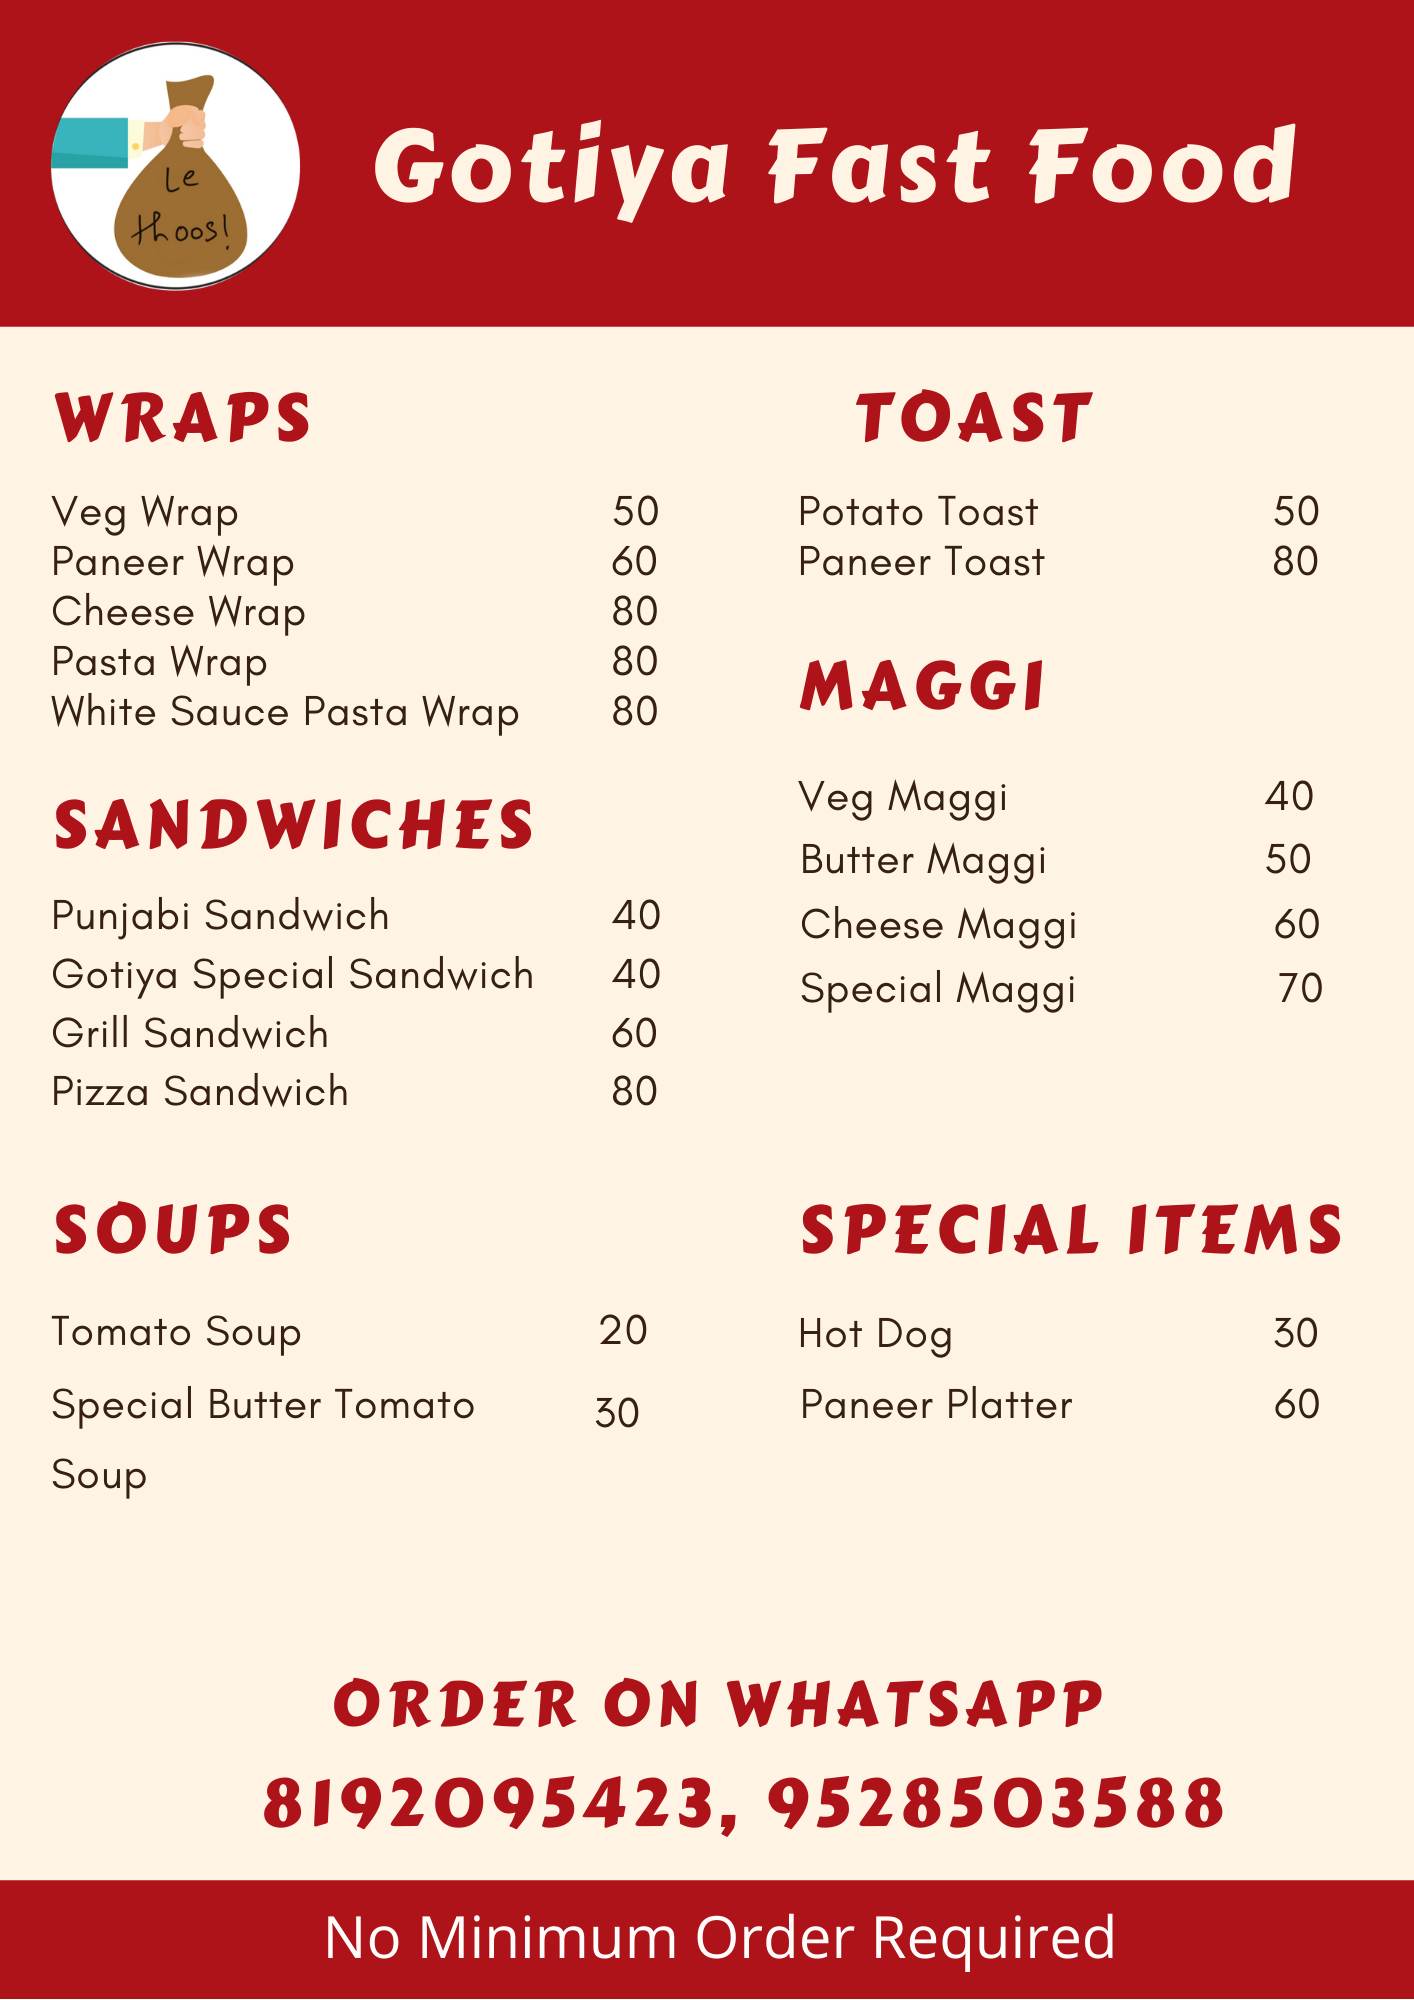 Le
thoos!
Gotiya Fast Food
WRAPS
Veg Wrap 50
Paneer Wrap 60
Cheese Wrap 80
Pasta Wrap 80
White Sauce Pasta Wrap 80
SANDWICHES
Punjabi Sandwich 40
Gotiya Special Sandwich 40
Grill Sandwich 60
Pizza Sandwich 80
SOUPS
Tomato Soup 20
Special Butter Tomato 30
Soup
TOAST
Potato Toast 50
Paneer Toast 80
MAGGI
Veg Maggi 40
Butter Maggi 50
Cheese Maggi 60
Special Maggi 70
SPECIAL ITEMS
Hot Dog 30
Paneer Platter 60
ORDER ON WHATSAPP
8192095423, 9528503588
No Minimum Order Required